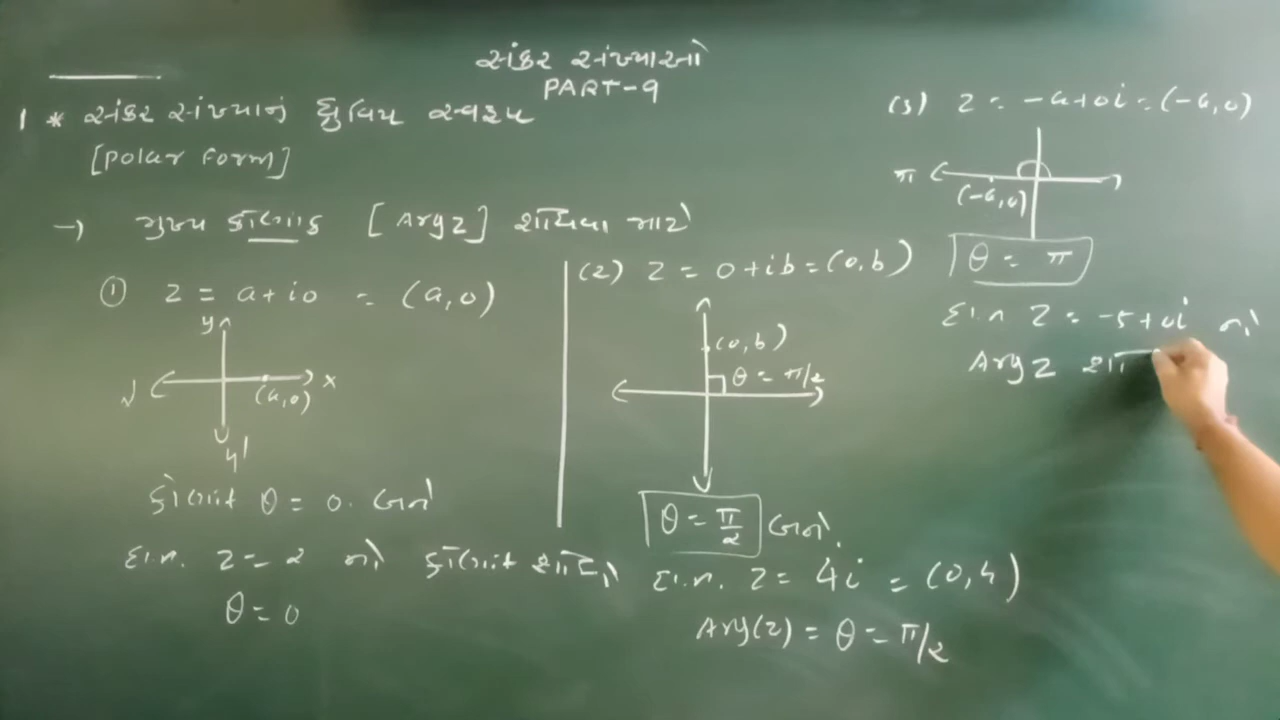 સંકર સંખ્યાઓ
PART-9
1 * સંકર સંખ્યાનું ધ્રુવિય સ્વરૂપ
[Polar Form]
→ મુખ્ય કોણાંક [Arg z] શોધવા માટે
① z = a + i0 = (a, 0)
y
x
(a, 0)
y'
કોણાંક θ = 0 બને
દા.ત. z = 2 નો કોણાંક શોધો
θ = 0
(2) z = 0 + ib = (0, b)
(0, b)
θ = π/2
θ = π/2 બને.
દા.ત. z = 4i = (0, 4)
Arg(z) = θ = π/2
(3) z = -a + 0i = (-a, 0)
π
(-a, 0)
θ = π
દા.ત. z = -5 + 0i નો
Arg z